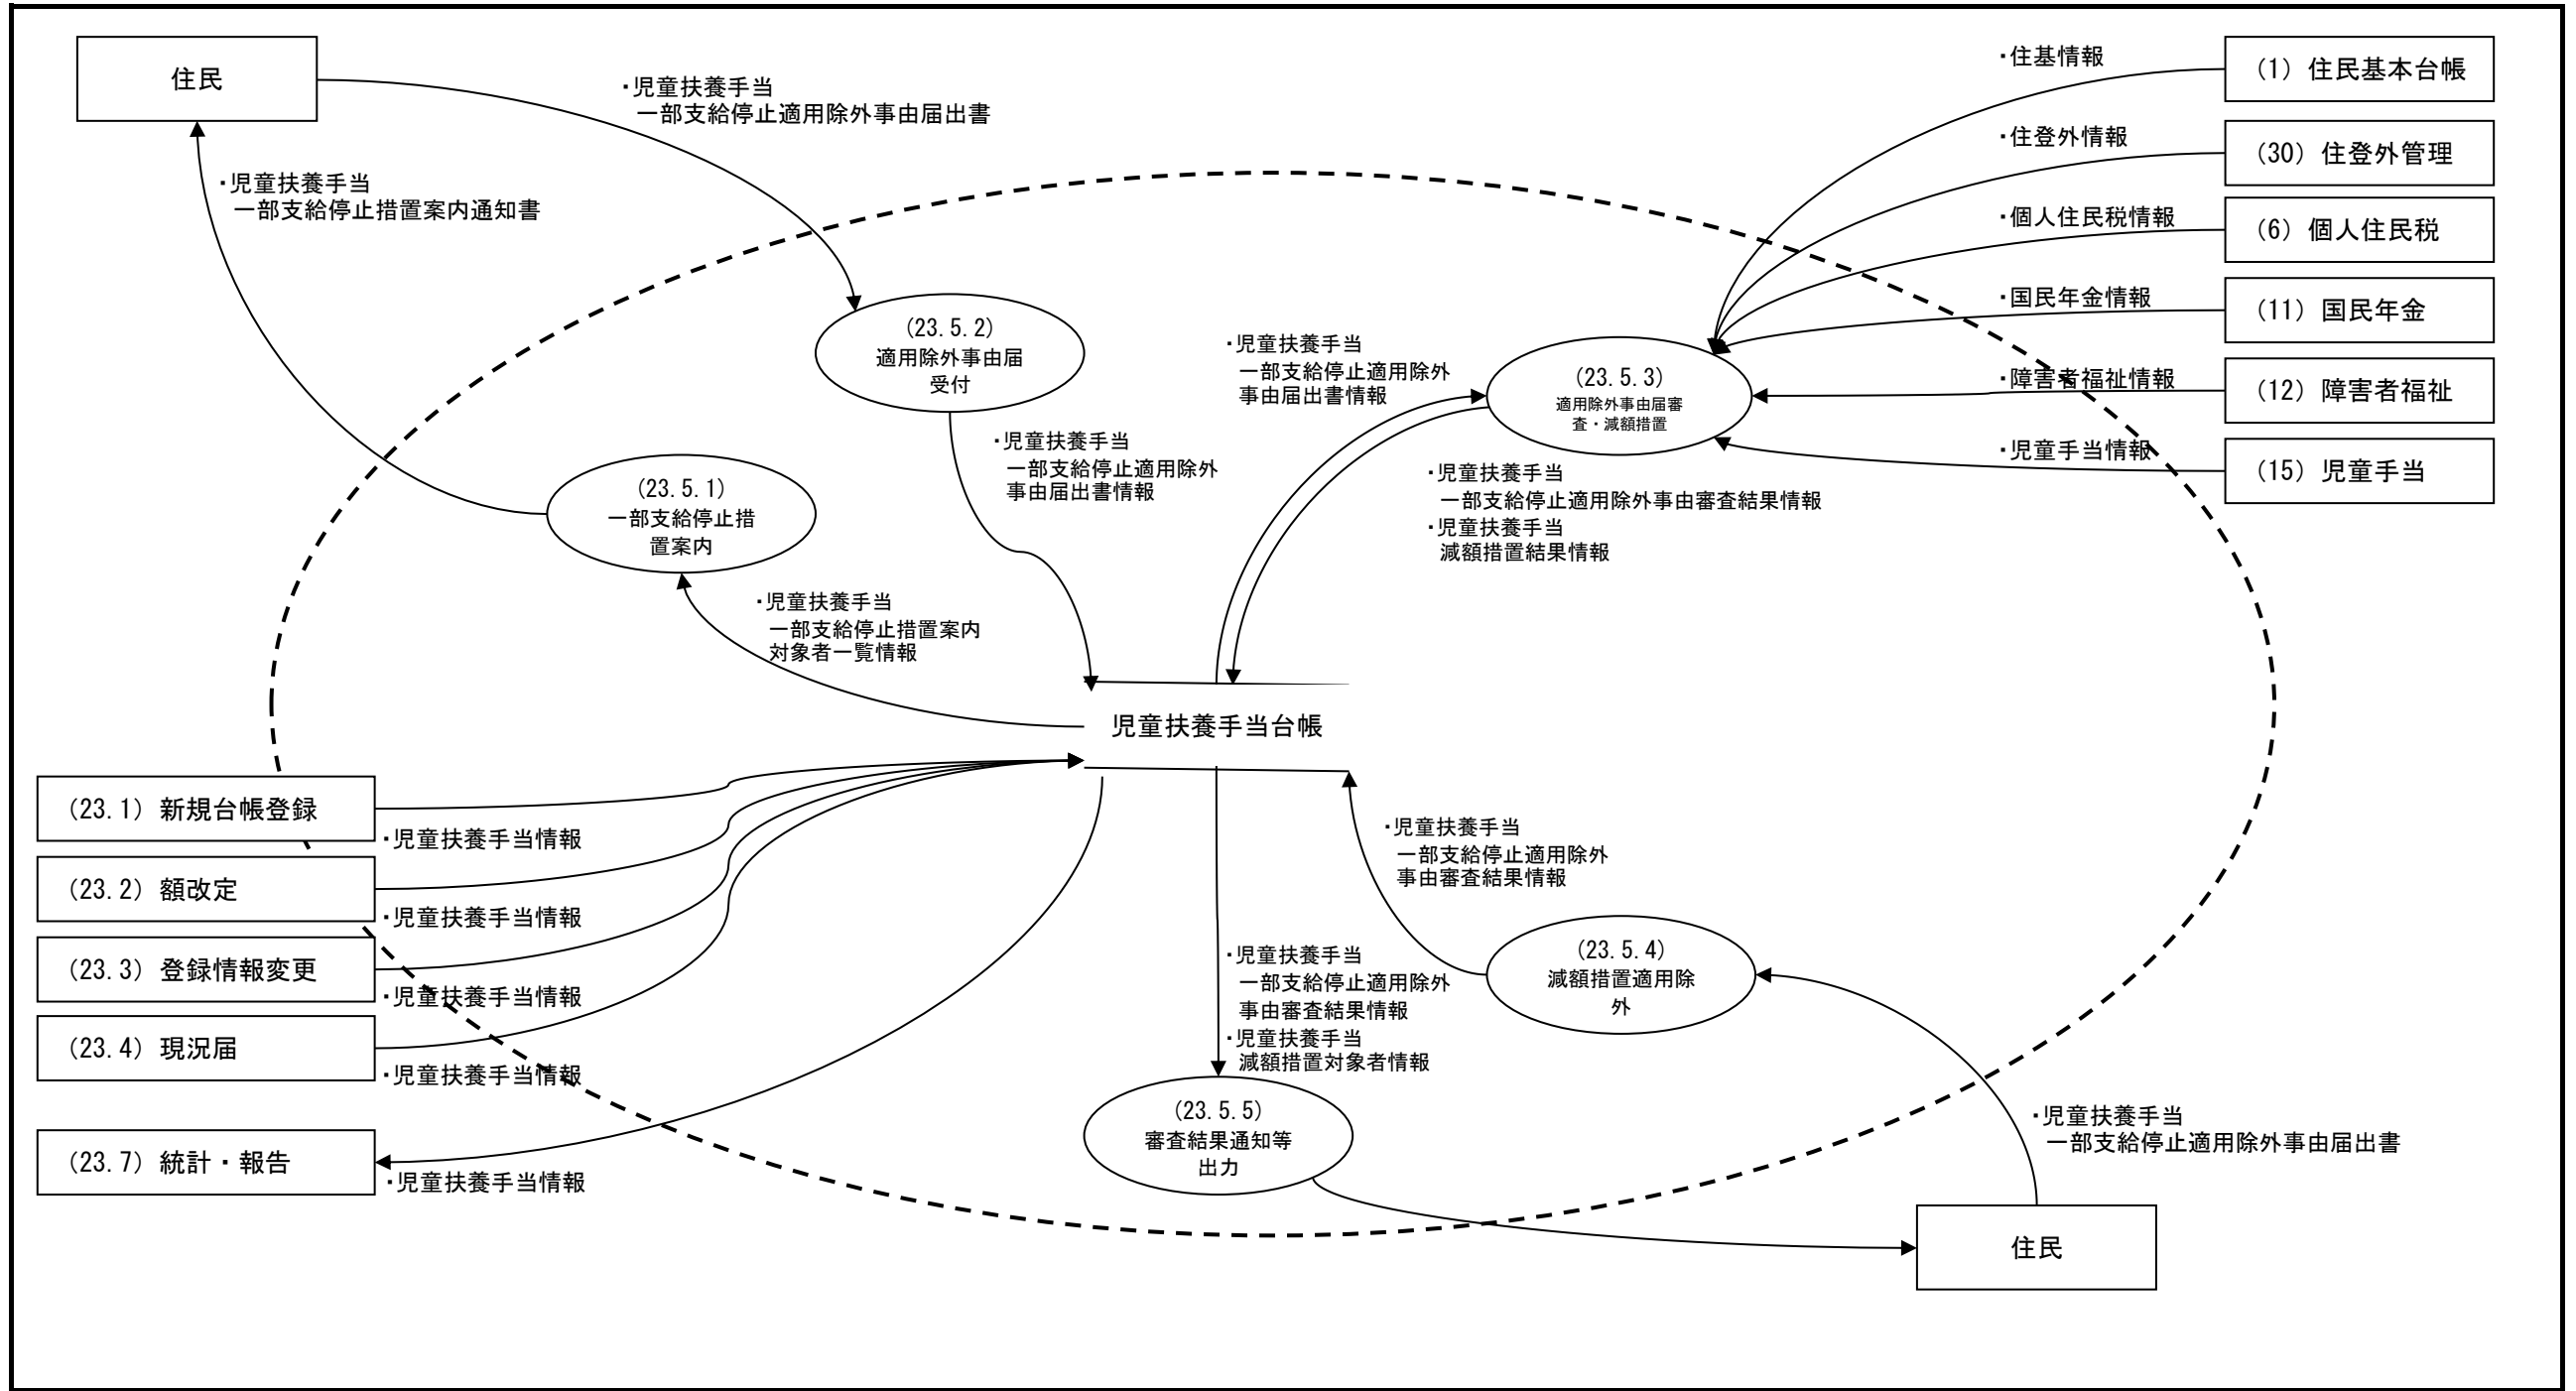 住民
・児童扶養手当
一部支給停止適用除外事由届出書
・児童扶養手当
一部支給停止措置案内通知書
・住基情報
(1) 住民基本台帳
・住登外情報
(30) 住登外管理
・個人住民税情報
(6) 個人住民税
・国民年金情報
(11) 国民年金
・障害者福祉情報
(12) 障害者福祉
・児童手当情報
(15) 児童手当
(23.5.2)
適用除外事由届
受付
・児童扶養手当
一部支給停止適用除外
事由届出書情報
(23.5.3)
適用除外事由届審
査・減額措置
・児童扶養手当
一部支給停止適用除外
事由届出書情報
・児童扶養手当
一部支給停止適用除外事由審査結果情報
・児童扶養手当
減額措置結果情報
(23.5.1)
一部支給停止措
置案内
・児童扶養手当
一部支給停止措置案内
対象者一覧情報
児童扶養手当台帳
(23.1) 新規台帳登録
・児童扶養手当情報
(23.2) 額改定
・児童扶養手当情報
(23.3) 登録情報変更
・児童扶養手当情報
(23.4) 現況届
・児童扶養手当情報
(23.7) 統計・報告
・児童扶養手当情報
・児童扶養手当
一部支給停止適用除外
事由審査結果情報
(23.5.4)
減額措置適用除
外
・児童扶養手当
一部支給停止適用除外
事由審査結果情報
・児童扶養手当
減額措置対象者情報
(23.5.5)
審査結果通知等
出力
・児童扶養手当
一部支給停止適用除外事由届出書
住民